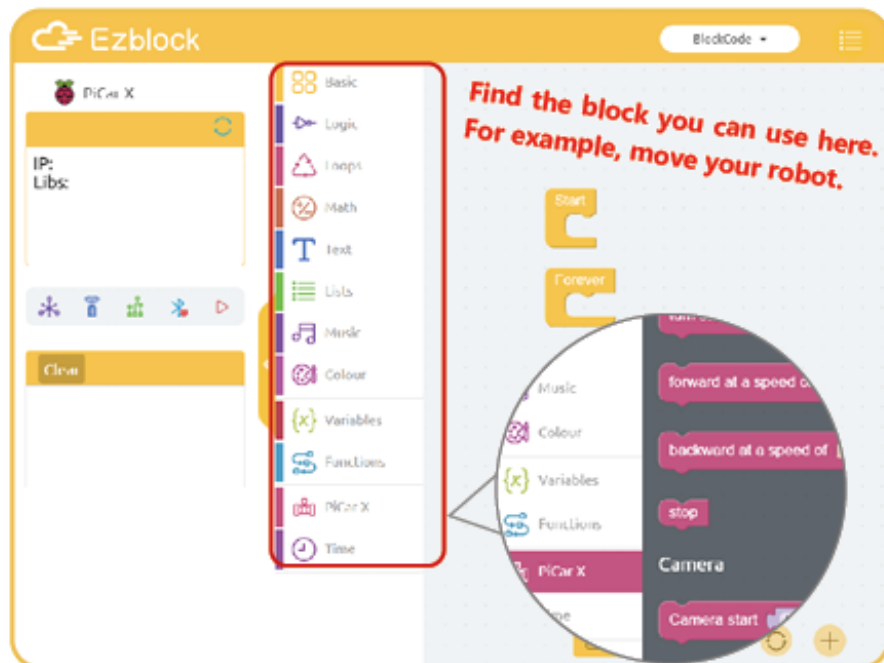 Ezblock
BlockCode
PiCar X
IP:
Libs:
Clear
Basic
Logic
Loops
Math
Text
Lists
Music
Colour
Variables
Functions
PiCar X
Time
Find the block you can use here.
For example, move your robot.
Start
Forever
Music
Colour
Variables
Functions
PiCar X
me
forward at a speed o
backward at a speed of
stop
Camera
Camera start